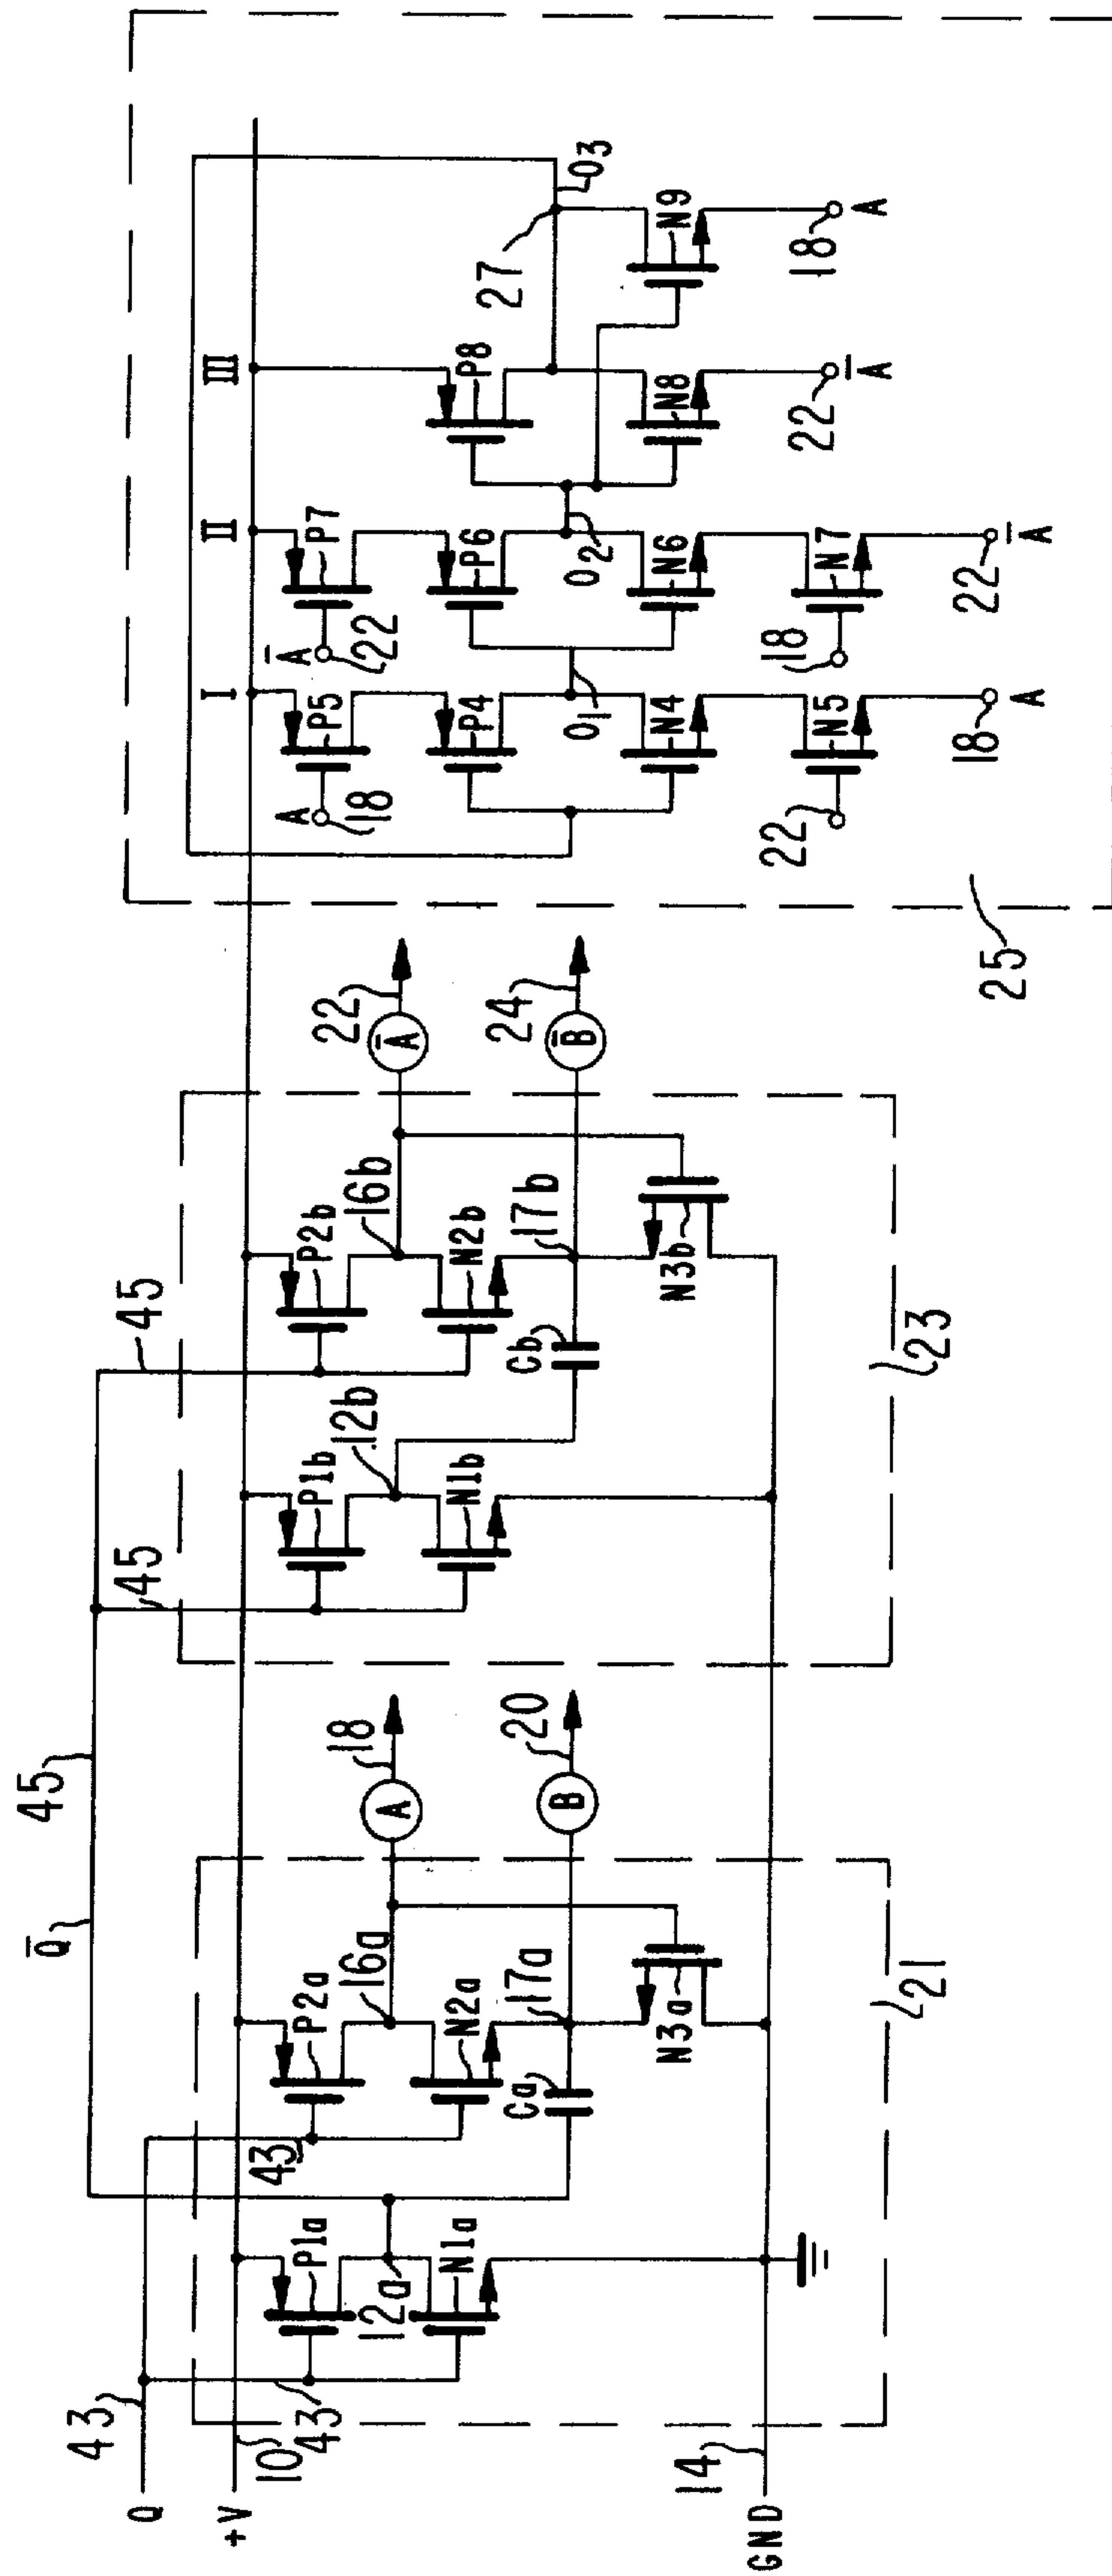 43
Q
+V
10
43
14
GND
P1a
12a
N1a
43
P2a
16a
N2a
17a
Ca
N3a
21
Q̅
45
A
18
B
20
45
45
P1b
12b
N1b
P2b
16b
N2b
17b
Cb
N3b
23
A̅
22
B̅
24
25
I
II
III
A
18
P5
P4
O1
N4
N5
22
18
A
A̅
22
P7
P6
O2
N6
N7
18
22
A̅
P8
N8
22
A̅
27
O3
N9
18
A